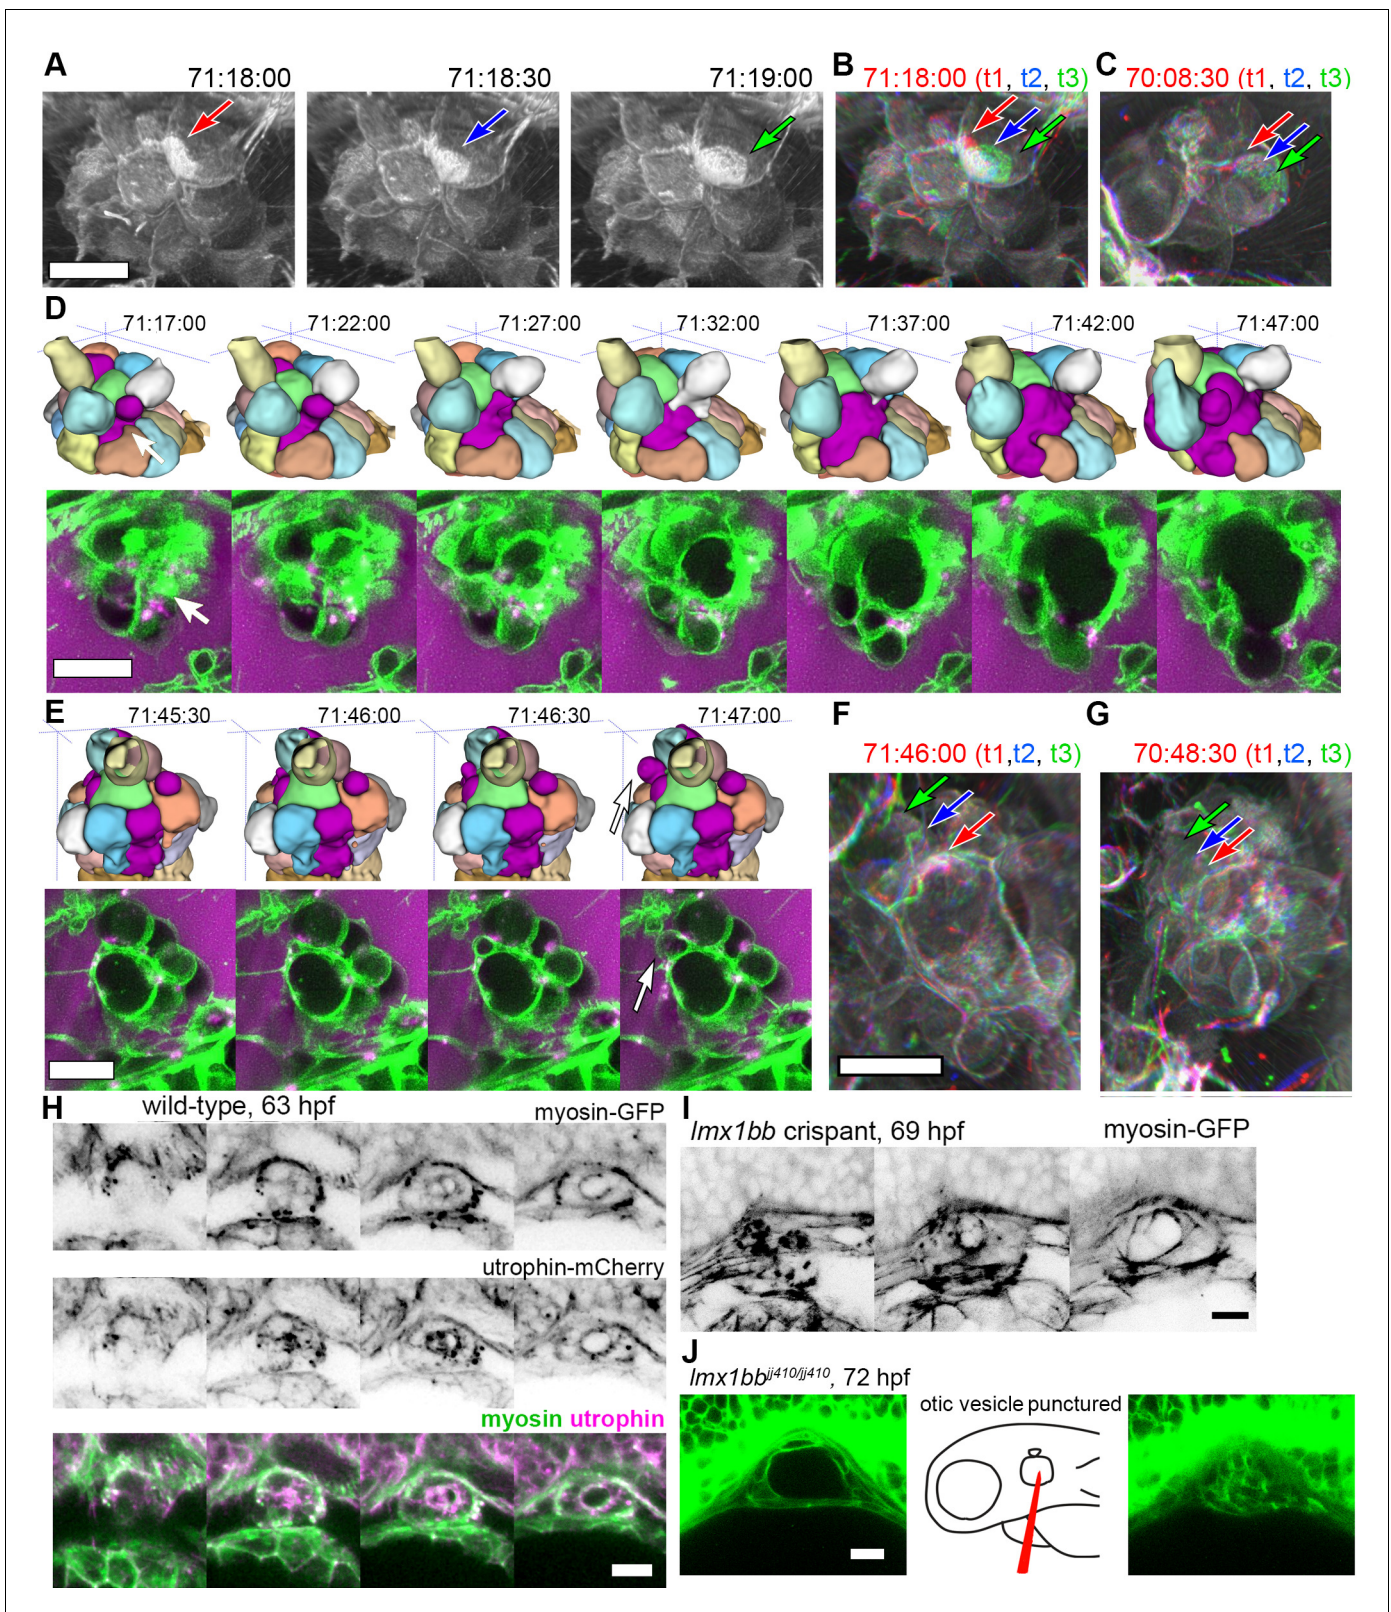 A
71:18:00
71:18:30
71:19:00
B
71:18:00 (t1, t2, t3)
C
70:08:30 (t1, t2, t3)
D
71:17:00
71:22:00
71:27:00
71:32:00
71:37:00
71:42:00
71:47:00
E
71:45:30
71:46:00
71:46:30
71:47:00
F
71:46:00 (t1,t2, t3)
G
70:48:30 (t1,t2, t3)
H
wild-type, 63 hpf
myosin-GFP
utrophin-mCherry
myosin utrophin
I
lmx1bb crispant, 69 hpf
myosin-GFP
J
lmx1bbjj410/jj410, 72 hpf
otic vesicle punctured